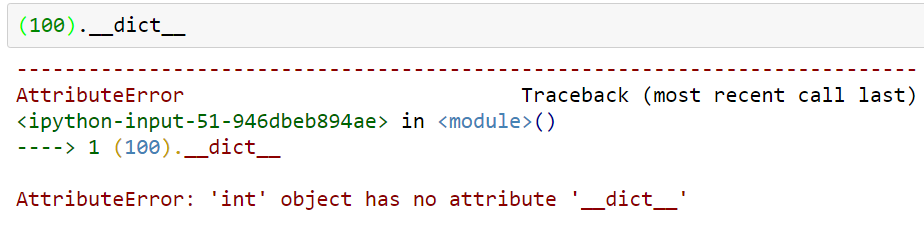 (100).__dict__
---------------------------------------------------------------------------
AttributeError                            Traceback (most recent call last)
<ipython-input-51-946dbeb894ae> in <module>()
----> 1 (100).__dict__
AttributeError: 'int' object has no attribute '__dict__'